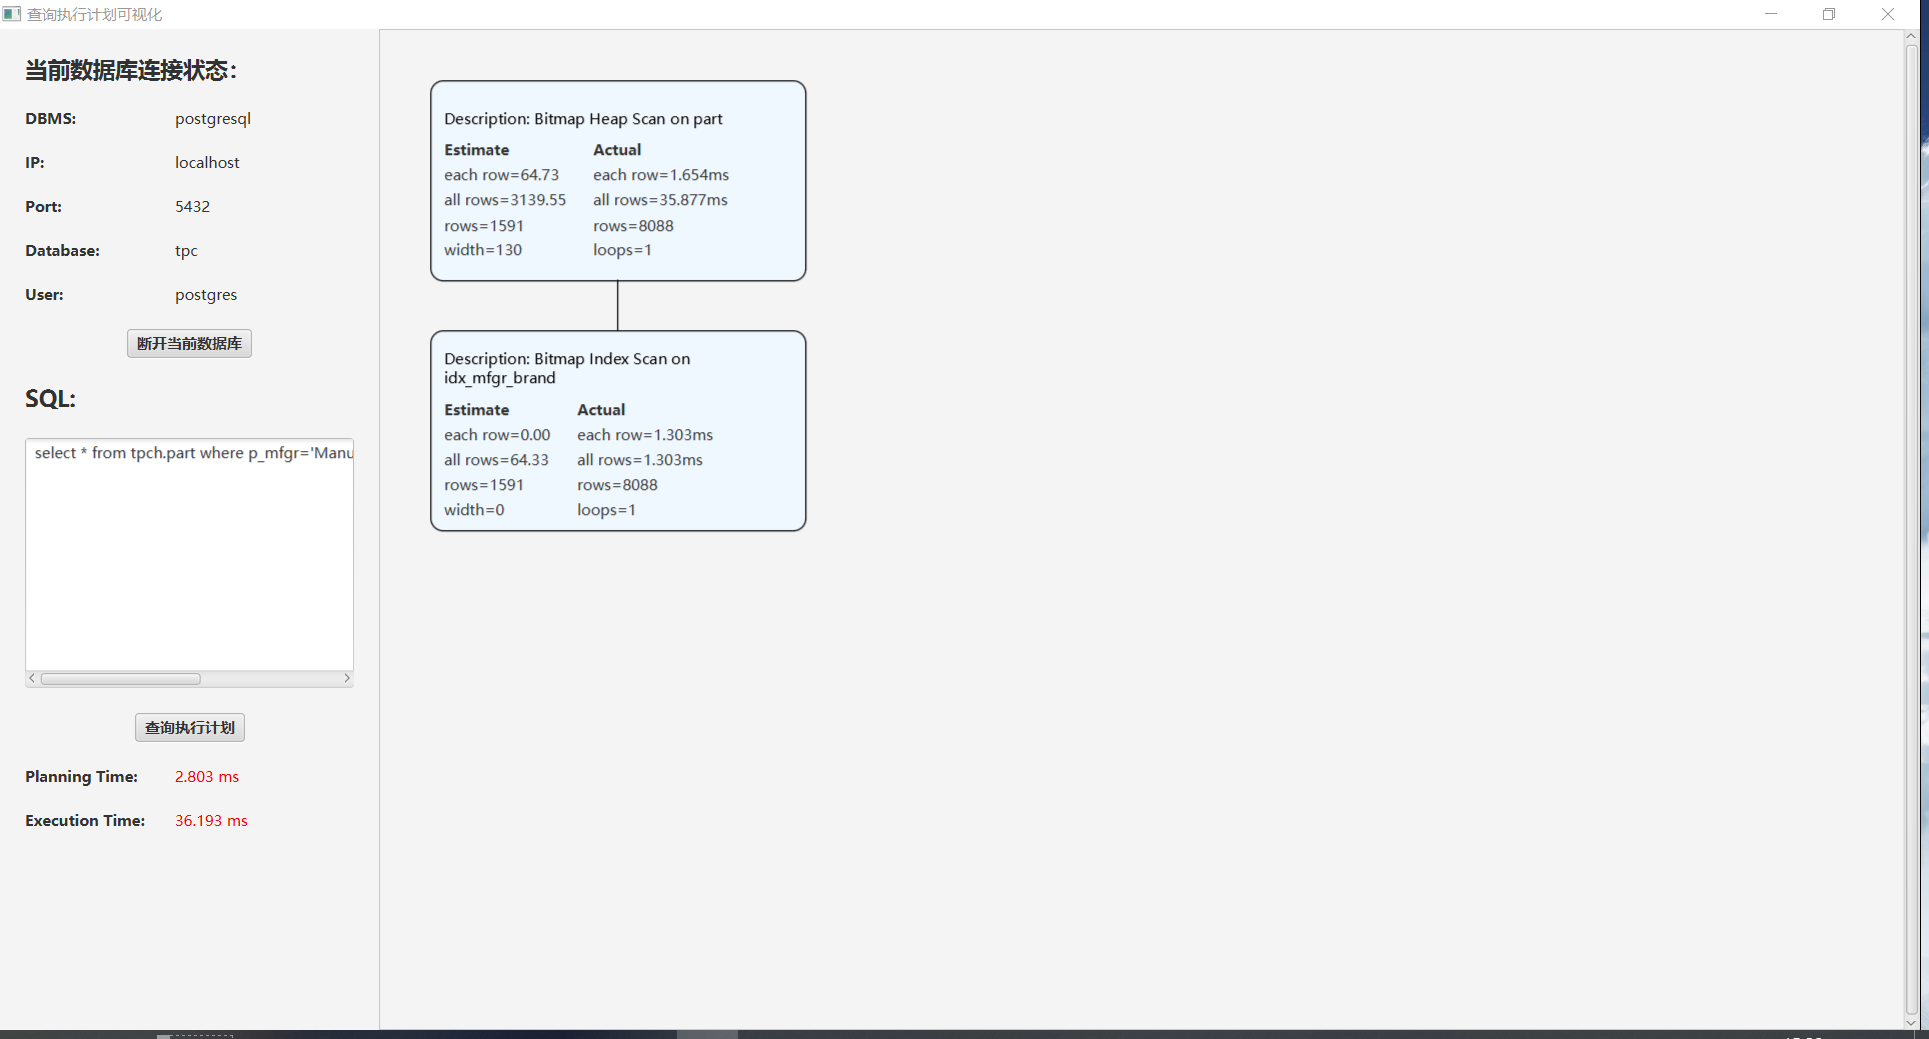 查询执行计划可视化
当前数据库连接状态：
DBMS: postgresql
IP: localhost
Port: 5432
Database: tpc
User: postgres
断开当前数据库
SQL:
select * from tpch.part where p_mfgr='Manu
查询执行计划
Planning Time: 2.803 ms
Execution Time: 36.193 ms
Description: Bitmap Heap Scan on part
Estimate Actual
each row=64.73 each row=1.654ms
all rows=3139.55 all rows=35.877ms
rows=1591 rows=8088
width=130 loops=1
Description: Bitmap Index Scan on
idx_mfgr_brand
Estimate Actual
each row=0.00 each row=1.303ms
all rows=64.33 all rows=1.303ms
rows=1591 rows=8088
width=0 loops=1